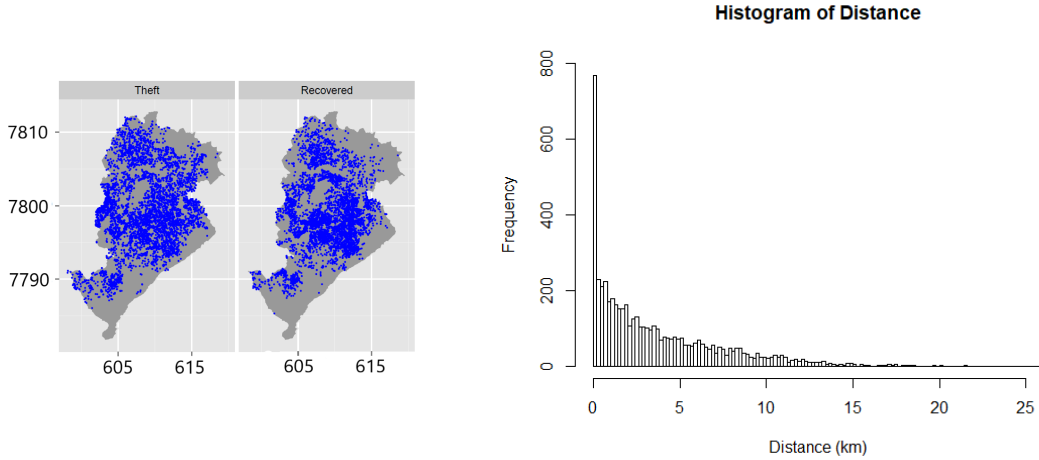 Theft Recovered
7810
7800
7790
605 615 605 615
Histogram of Distance
Frequency
800
600
400
200
0
0 5 10 15 20 25
Distance (km)